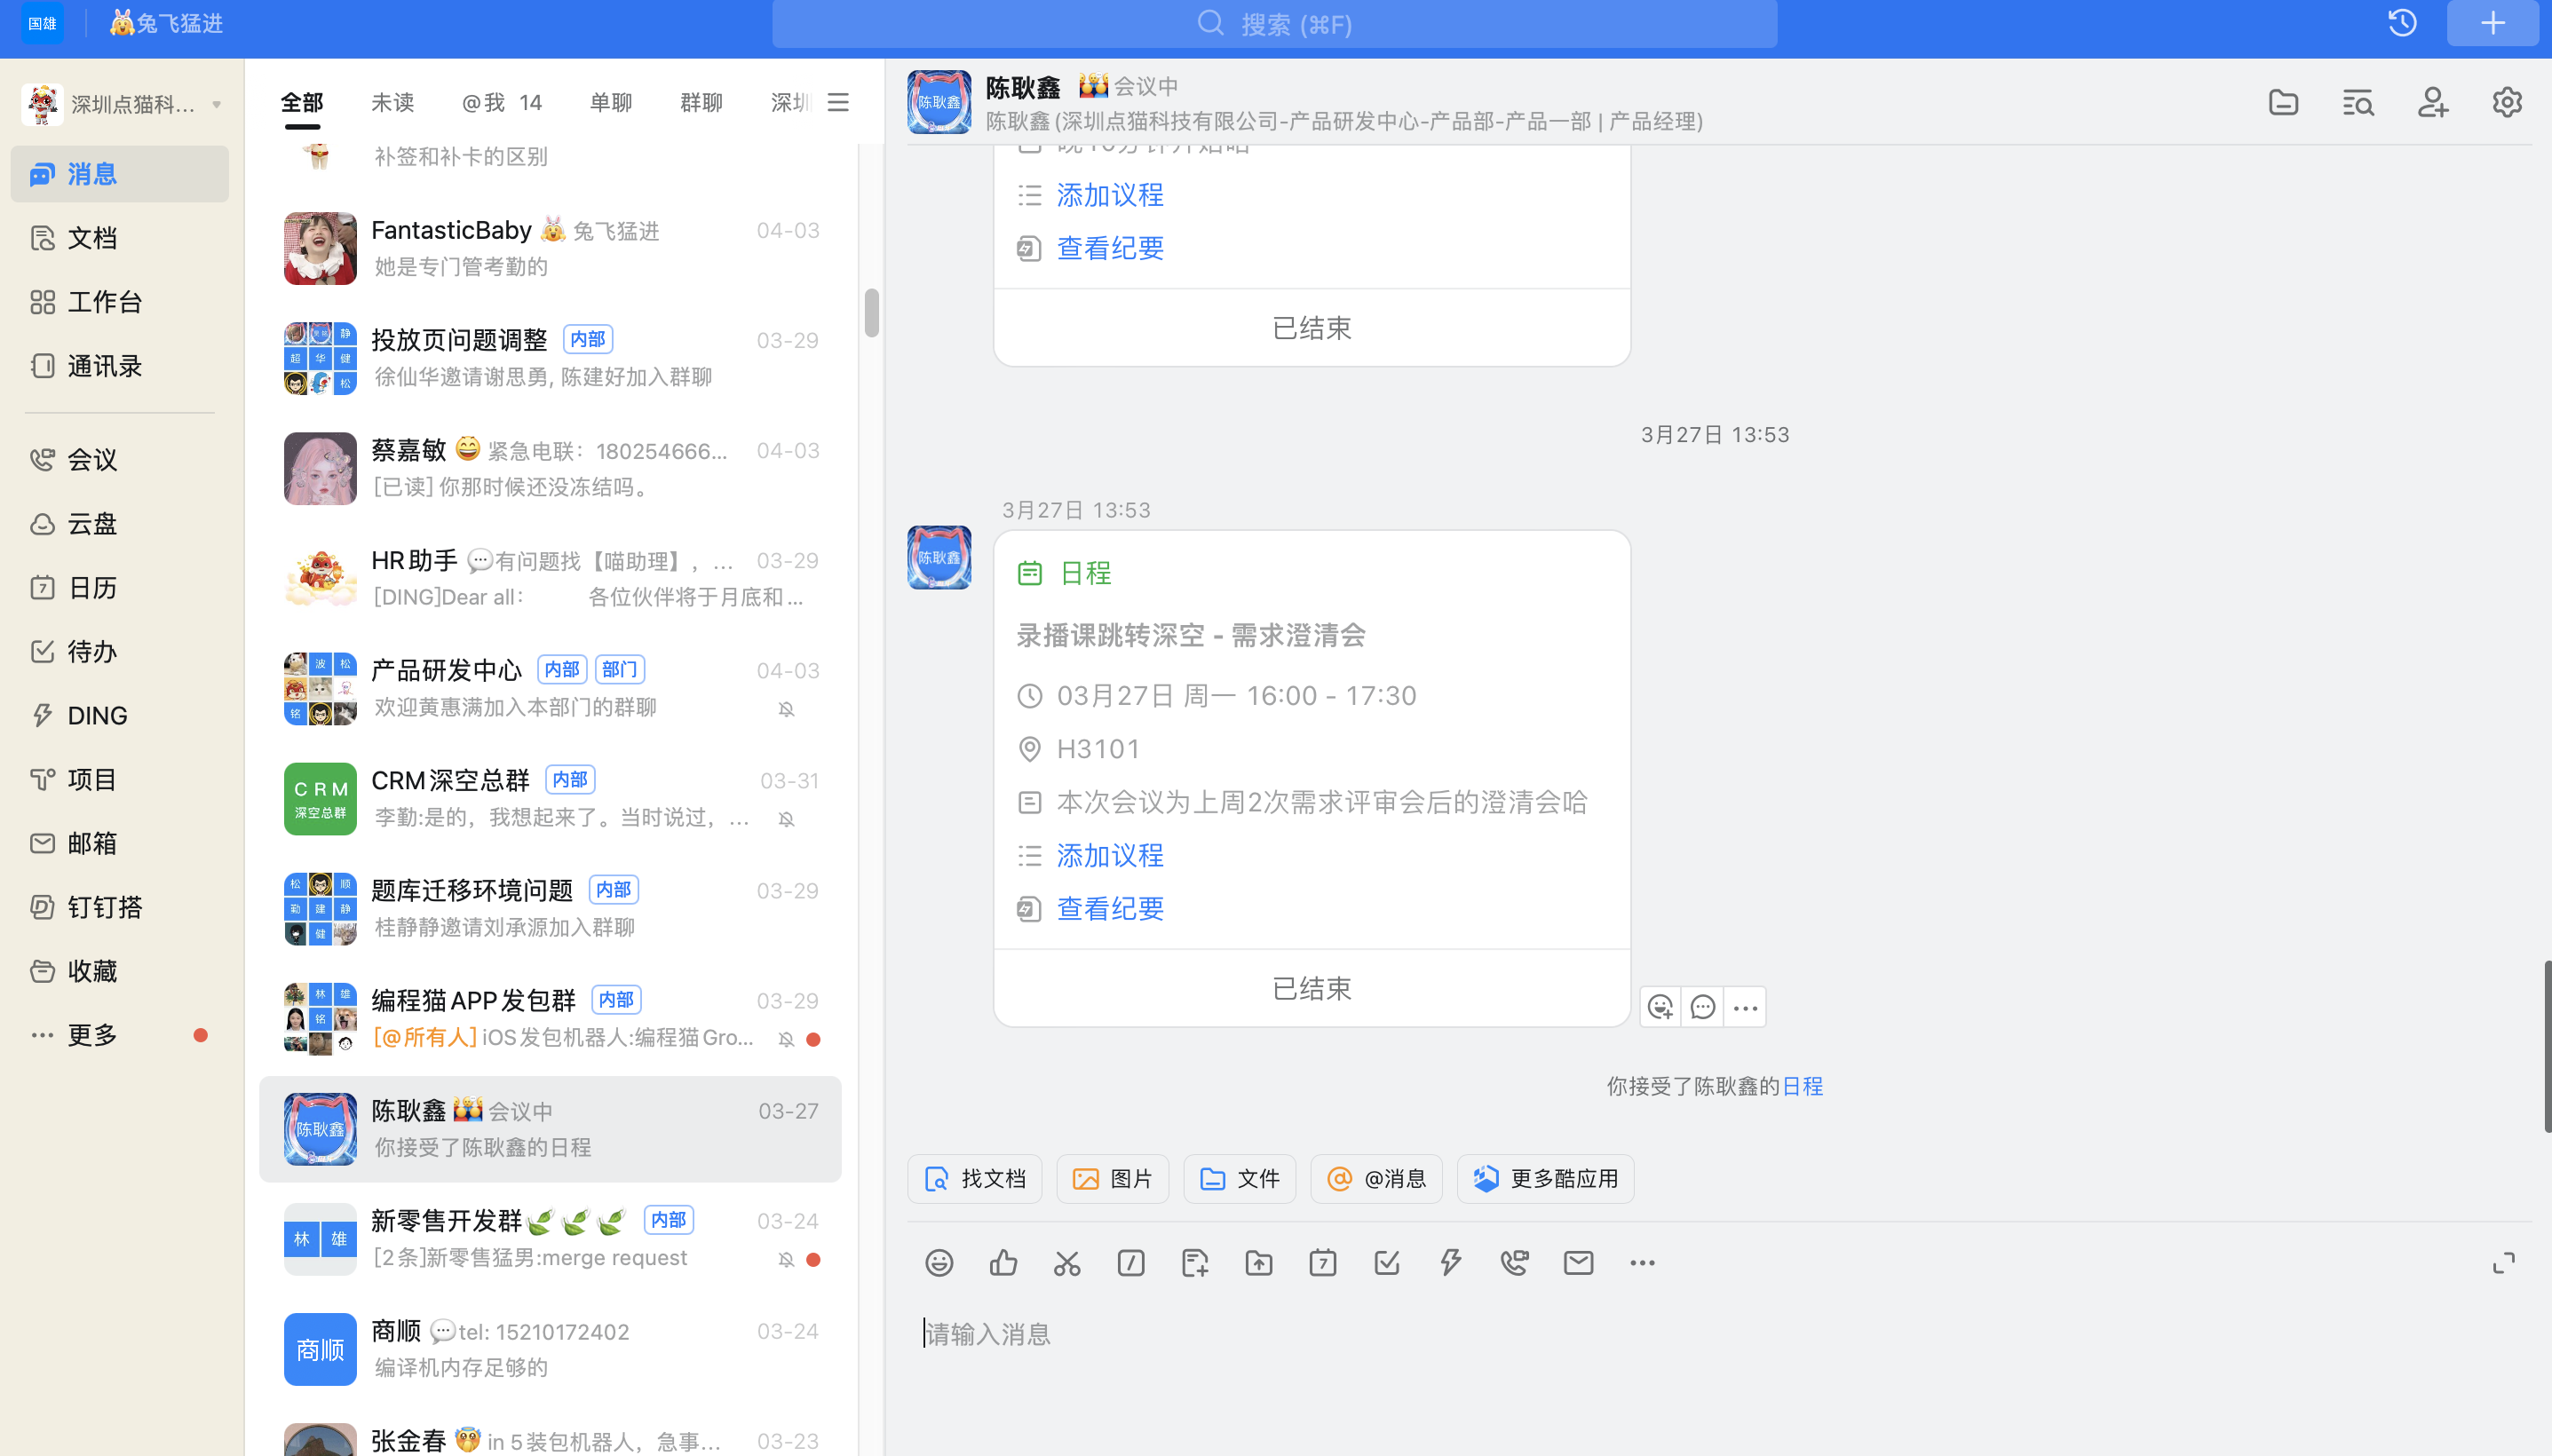 国雄
兔飞猛进
搜索 (⌘F)
深圳点猫科...
消息
文档
工作台
通讯录
会议
云盘
日历
待办
DING
项目
邮箱
钉钉搭
收藏
更多
全部 未读 @我 14 单聊 群聊 深圳
补签和补卡的区别
FantasticBaby 兔飞猛进 04-03
她是专门管考勤的
投放页问题调整 内部 03-29
徐仙华邀请谢思勇, 陈建好加入群聊
蔡嘉敏 紧急电联：180254666... 04-03
[已读] 你那时候还没冻结吗。
HR助手 有问题找【喵助理】，... 03-29
[DING]Dear all： 各位伙伴将于月底和...
产品研发中心 内部 部门 04-03
欢迎黄惠满加入本部门的群聊
CRM
深空总群
CRM深空总群 内部 03-31
李勤:是的，我想起来了。当时说过，...
题库迁移环境问题 内部 03-29
桂静静邀请刘承源加入群聊
编程猫APP发包群 内部 03-29
[@所有人] iOS发包机器人:编程猫Gro...
陈耿鑫
陈耿鑫 会议中 03-27
你接受了陈耿鑫的日程
林 雄
新零售开发群 内部 03-24
[2条]新零售猛男:merge request
商顺
商顺 tel: 15210172402 03-24
编译机内存足够的
张金春 in 5装包机器人，急事... 03-23
陈耿鑫
陈耿鑫 会议中
陈耿鑫(深圳点猫科技有限公司-产品研发中心-产品部-产品一部 | 产品经理)
添加议程
查看纪要
已结束
3月27日 13:53
3月27日 13:53
陈耿鑫
日程
录播课跳转深空 - 需求澄清会
03月27日 周一 16:00 - 17:30
H3101
本次会议为上周2次需求评审会后的澄清会哈
添加议程
查看纪要
已结束
你接受了陈耿鑫的日程
找文档 图片 文件 @消息 更多酷应用
请输入消息